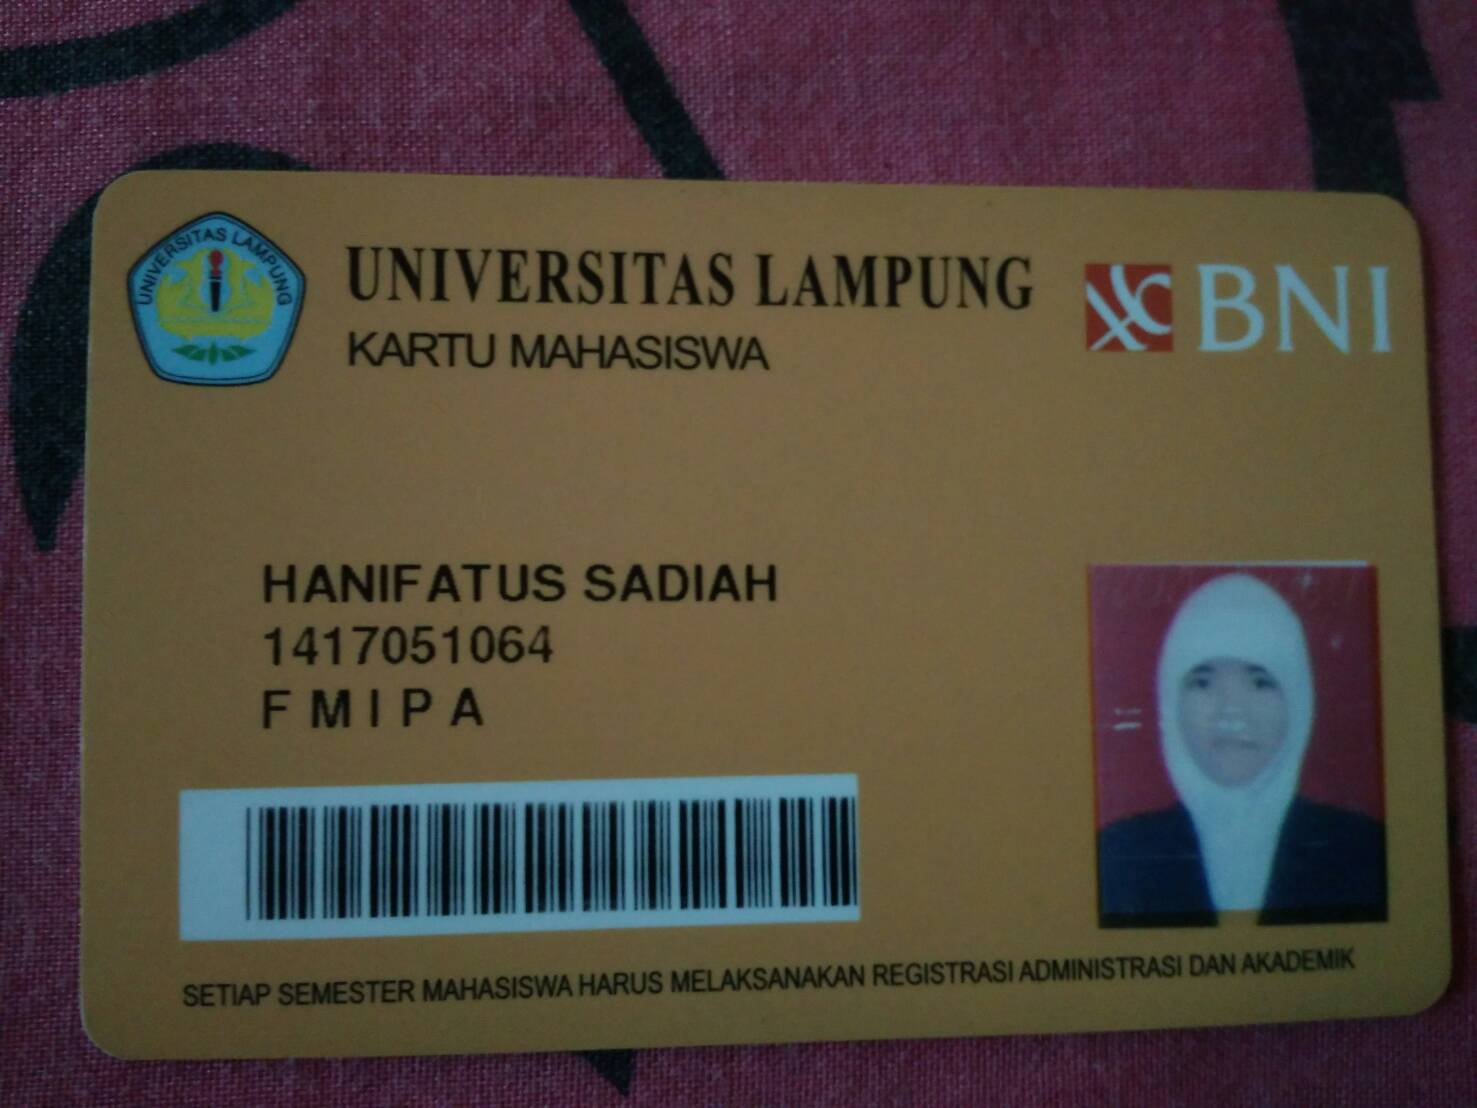 UNIVERSITAS LAMPUNG
UNIVERSITAS LAMPUNG
KARTU MAHASISWA
BNI
HANIFATUS SADIAH
1417051064
F M I P A
SETIAP SEMESTER MAHASISWA HARUS MELAKSANAKAN REGISTRASI ADMINISTRASI DAN AKADEMIK